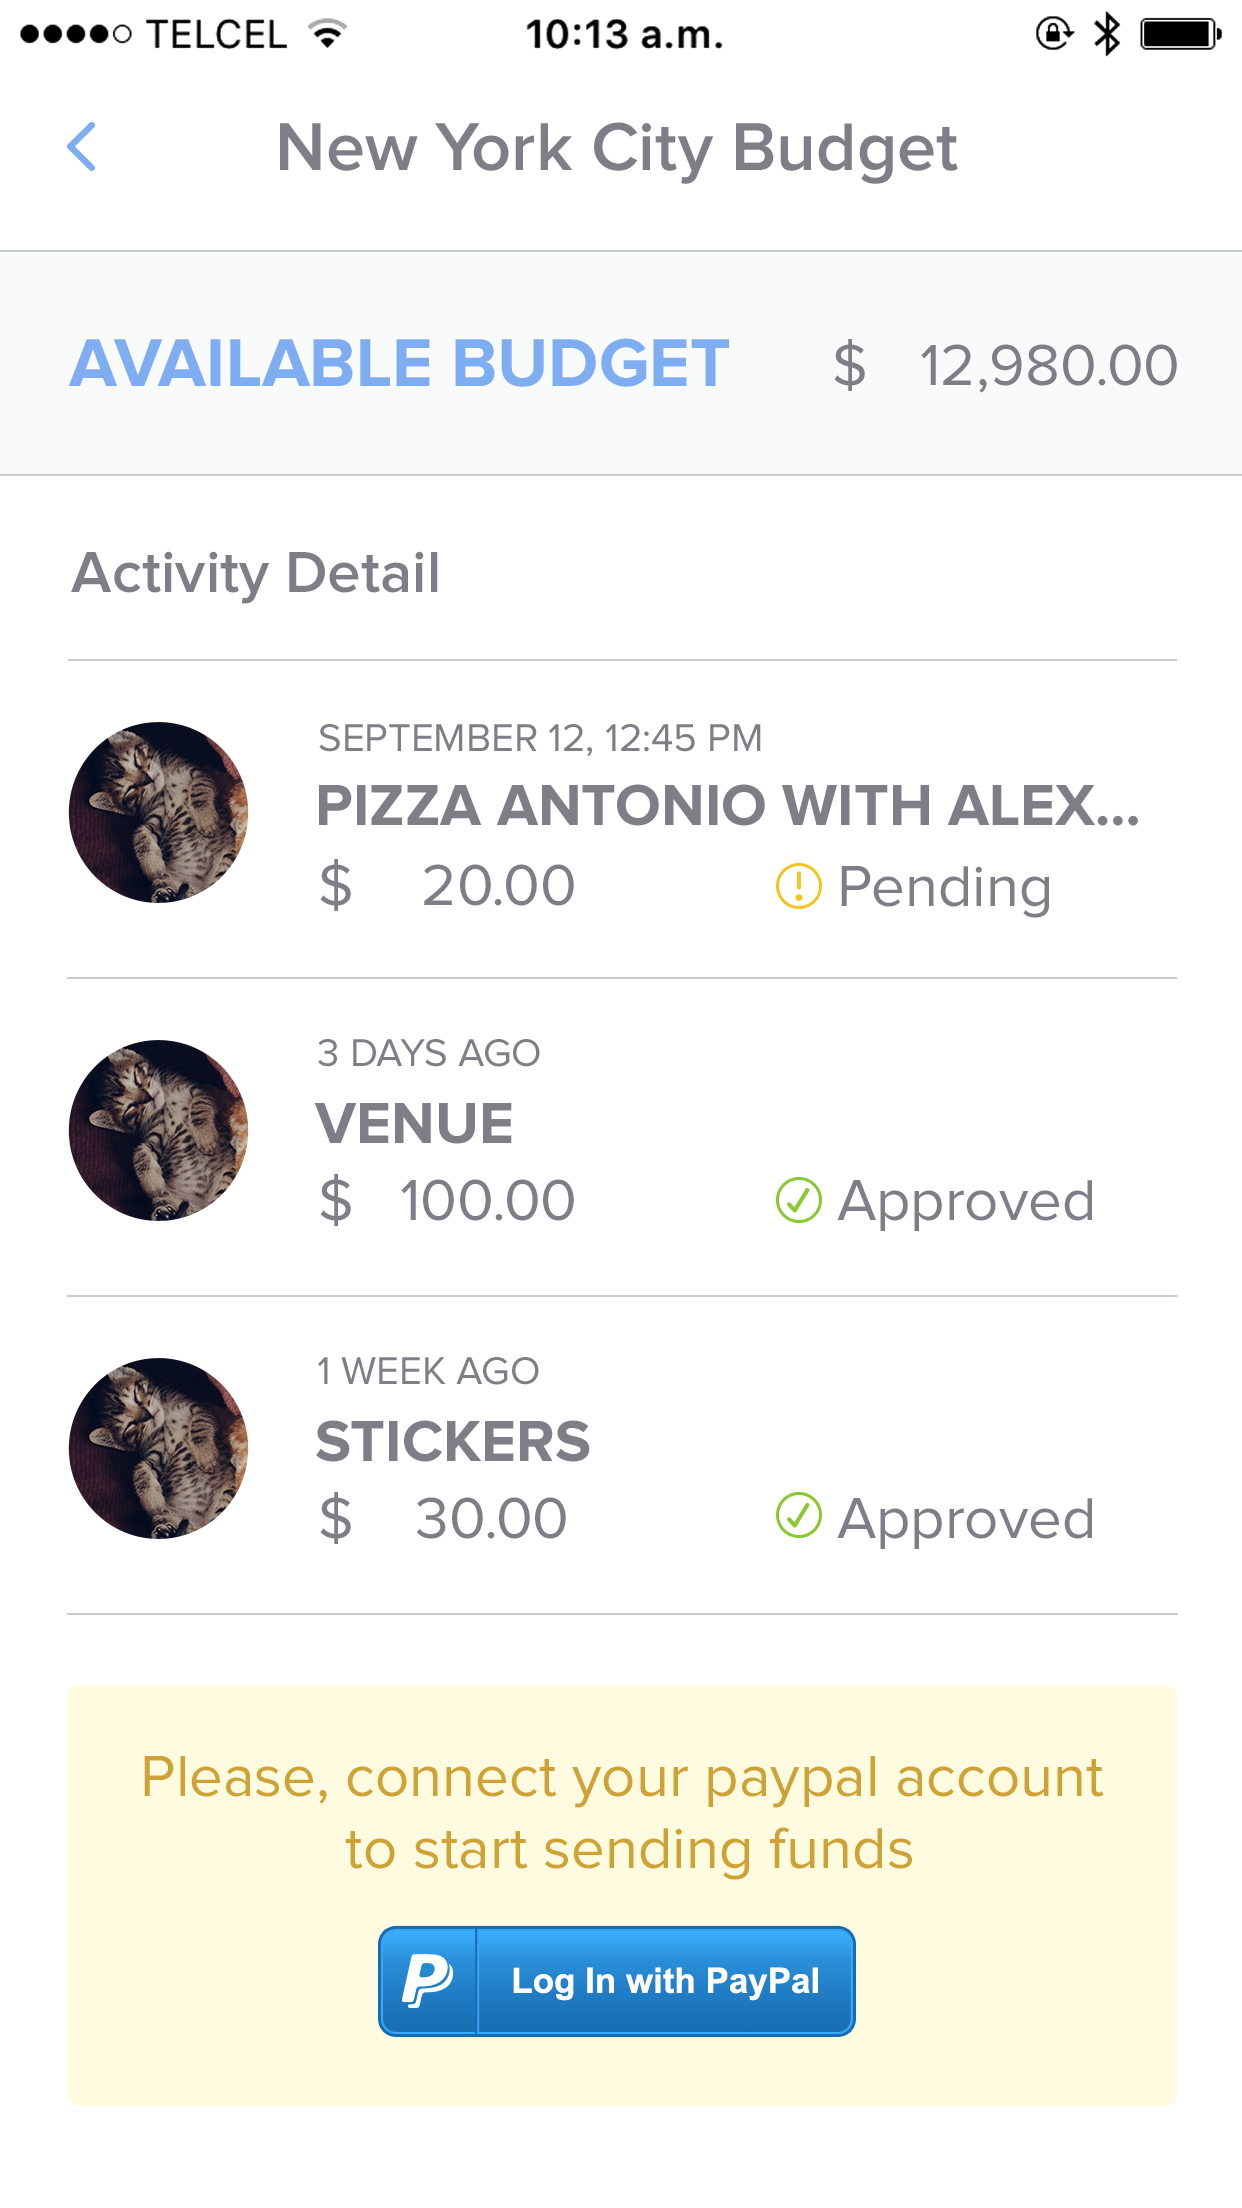 TELCEL 10:13 a.m.
New York City Budget
AVAILABLE BUDGET $ 12,980.00
Activity Detail
SEPTEMBER 12, 12:45 PM
PIZZA ANTONIO WITH ALEX...
$ 20.00 Pending
3 DAYS AGO
VENUE
$ 100.00 Approved
1 WEEK AGO
STICKERS
$ 30.00 Approved
Please, connect your paypal account
to start sending funds
Log In with PayPal